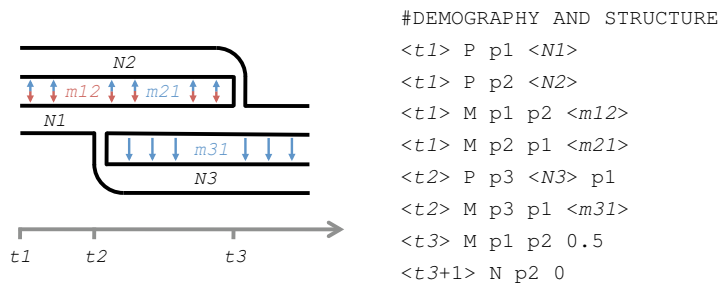 N2
m12 m21
N1
m31
N3
t1 t2 t3
#DEMOGRAPHY AND STRUCTURE
<t1> P p1 <N1>
<t1> P p2 <N2>
<t1> M p1 p2 <m12>
<t1> M p2 p1 <m21>
<t2> P p3 <N3> p1
<t2> M p3 p1 <m31>
<t3> M p1 p2 0.5
<t3+1> N p2 0